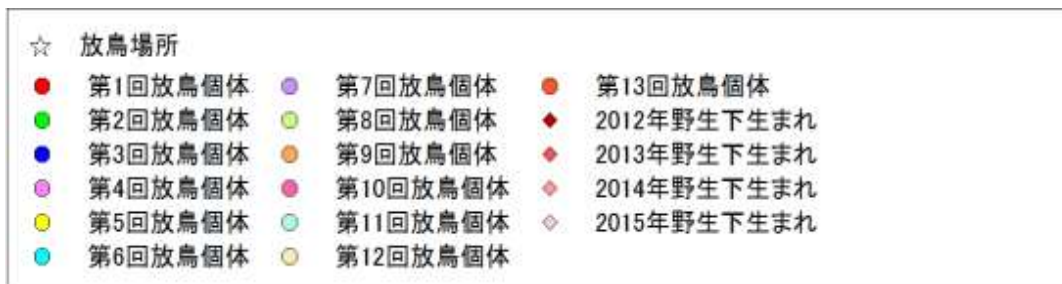 ☆ 放鳥場所
第1回放鳥個体 第7回放鳥個体 第13回放鳥個体
第2回放鳥個体 第8回放鳥個体 2012年野生下生まれ
第3回放鳥個体 第9回放鳥個体 2013年野生下生まれ
第4回放鳥個体 第10回放鳥個体 2014年野生下生まれ
第5回放鳥個体 第11回放鳥個体 2015年野生下生まれ
第6回放鳥個体 第12回放鳥個体